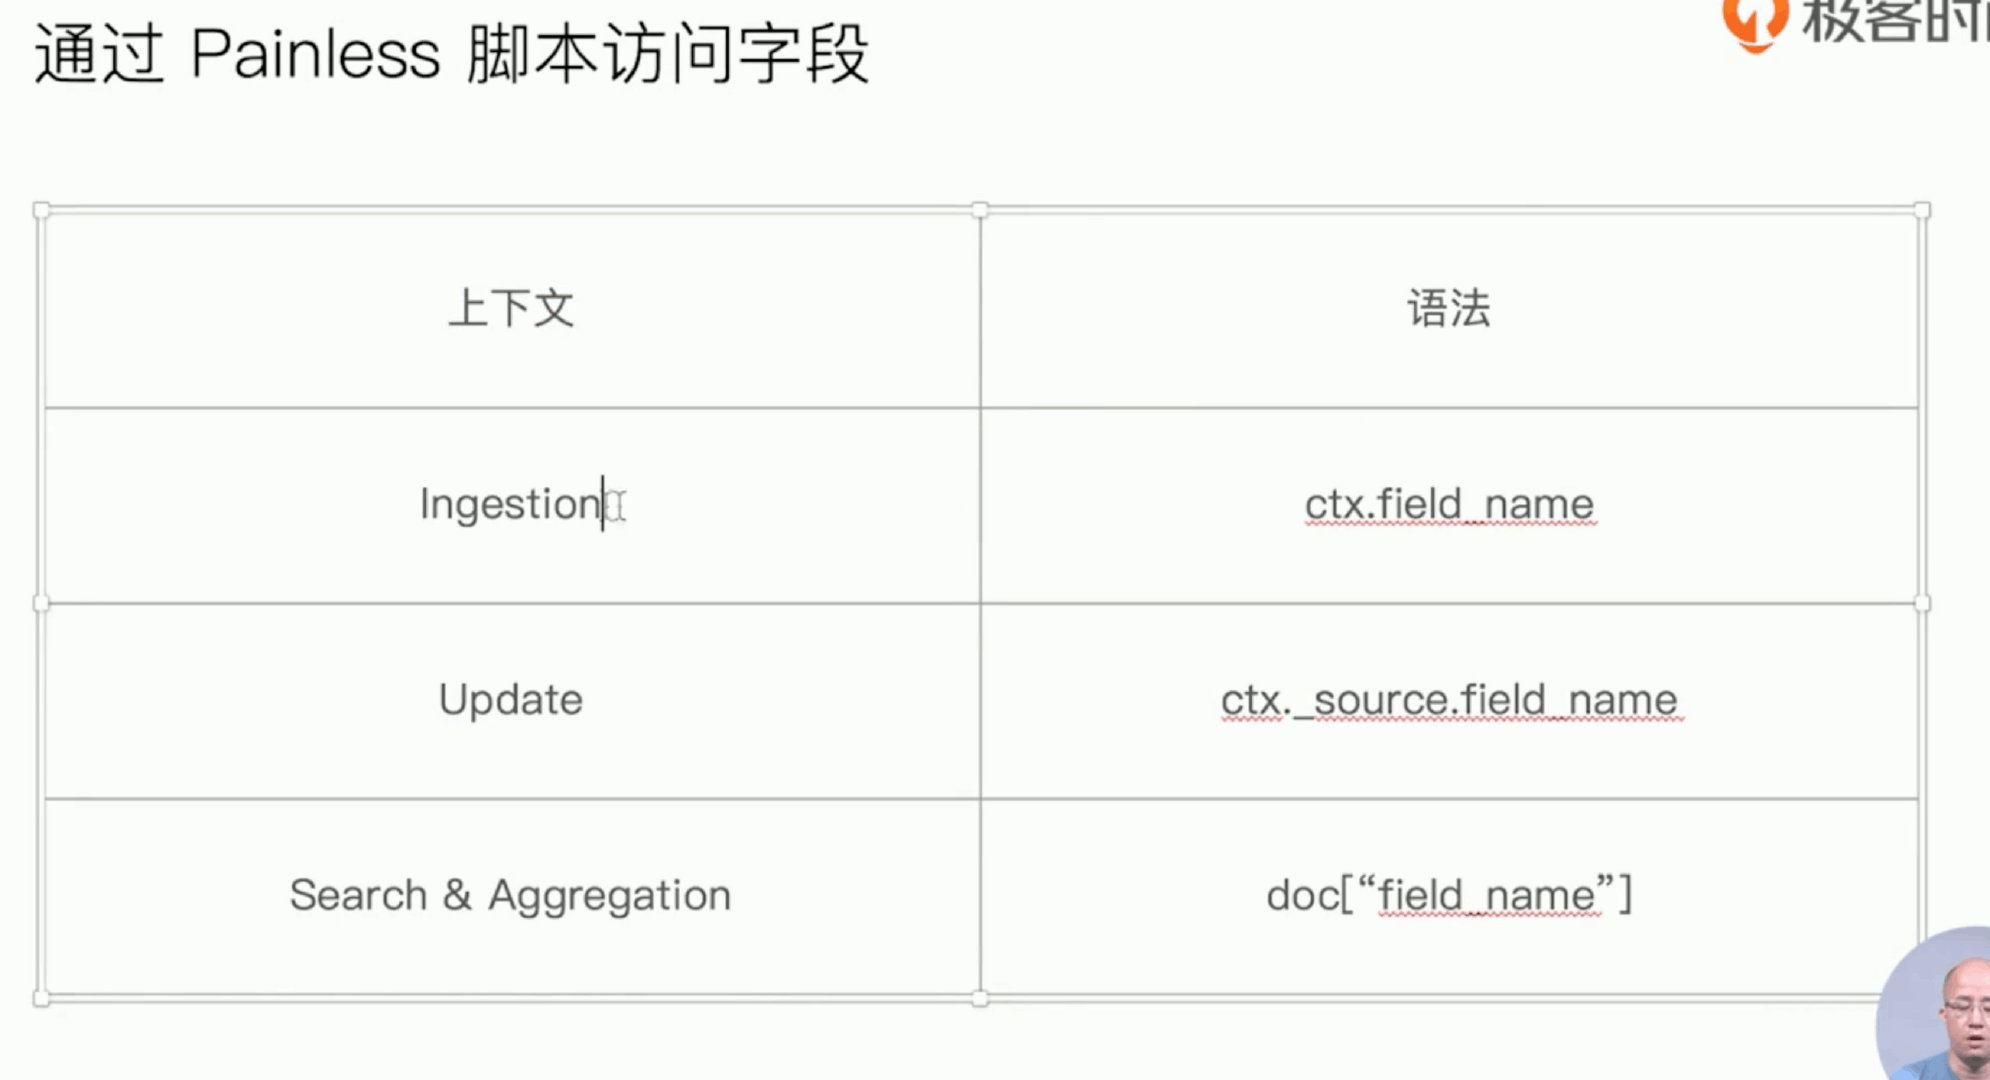 通过 Painless 脚本访问字段
极客时间
上下文 语法
Ingestion ctx.field_name
Update ctx._source.field_name
Search & Aggregation doc[“field_name”]